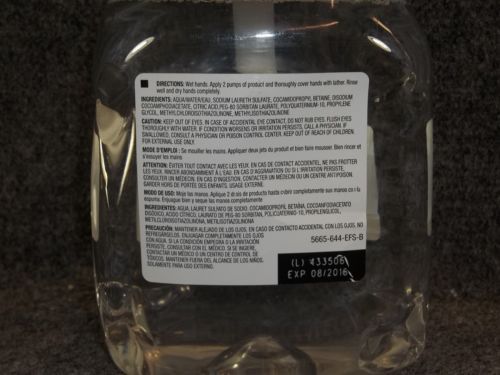 DIRECTIONS: Wet hands. Apply 2 pumps of product and thoroughly cover hands with lather. Rinse
well and dry hands completely.
INGREDIENTS: AQUA/WATER/EAU, SODIUM LAURETH SULFATE, COCAMIDOPROPYL BETAINE, DISODIUM
COCOAMPHODIACETATE, CITRIC ACID, PEG-80 SORBITAN LAURATE, POLYQUATERNIUM-10, PROPYLENE
GLYCOL, METHYLCHLOROISOTHIAZOLINONE, METHYLISOTHIAZOLINONE
CAUTION: KEEP OUT OF EYES. IN CASE OF ACCIDENTAL EYE CONTACT, DO NOT RUB EYES. FLUSH EYES
THOROUGHLY WITH WATER. IF CONDITION WORSENS OR IRRITATION PERSISTS, CALL A PHYSICIAN. IF
SWALLOWED, CONSULT A PHYSICIAN OR POISON CONTROL CENTER. KEEP OUT OF REACH OF CHILDREN.
FOR EXTERNAL USE ONLY.
MODE D'EMPLOI : Se mouiller les mains. Appliquer deux jets du produit et bien faire mousser. Bien rincer et
s'essuyer les mains
ATTENTION: ÉVITER TOUT CONTACT AVEC LES YEUX. EN CAS DE CONTACT ACCIDENTEL, NE PAS FROTTER
LES YEUX. RINCER ABONDAMMENT À L'EAU. EN CAS D'AGGRAVATION OU SI L'IRRITATION PERSISTE,
CONSULTER UN MÉDECIN. EN CAS D'INGESTION, CONTACTER UN MÉDECIN OU UN CENTRE ANTIPOISON.
GARDER HORS DE PORTÉE DES ENFANTS. USAGE EXTERNE.
MODO DE USO: Moje las manos. Aplique 2 dosis de producto hasta cubrir completamente sus manos con la
espuma. Enjuague bien y seque las manos completamente
INGREDIENTES: AGUA, LAURET SULFATO DE SODIO, COCAMIDOPROPIL BETAÍNA, COCOANFODIACETATO
DISÓDICO, ÁCIDO CÍTRICO, LAURATO DE PEG-80 SORBITAN, POLICUATERNIO-10, PROPILENGLICOL,
METILCLOROISOTIAZOLINONA, METILISOTIAZOLINONA
PRECAUCIÓN: MANTENER ALEJADO DE LOS OJOS. EN CASO DE CONTACTO ACCIDENTAL CON LOS OJOS, NO
REFREGÁRSELOS. ENJUAGAR COMPLETAMENTE LOS OJOS
CON AGUA. SI LA CONDICIÓN EMPEORA O LA IRRITACIÓN
PERSISTE, CONSULTAR CON EL MÉDICO. SI SE INGIERE,
CONTACTAR UN MÉDICO O UN CENTRO DE CONTROL DE
TÓXICOS. MANTENER FUERA DEL ALCANCE DE LOS NIÑOS.
SOLAMENTE PARA USO EXTERNO.
5665-644-EFS-B
(L) 433506
EXP 08/2016